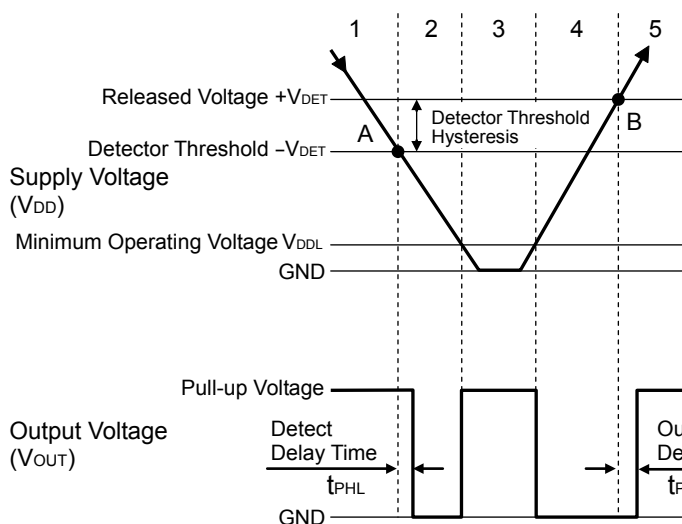 1 2 3 4 5
Released Voltage +VDET
Detector Threshold
Hysteresis
A
B
Detector Threshold –VDET
Supply Voltage
(VDD)
Minimum Operating Voltage VDDL
GND
Pull-up Voltage
Output Voltage
(VOUT)
Detect
Delay Time
tPHL
GND